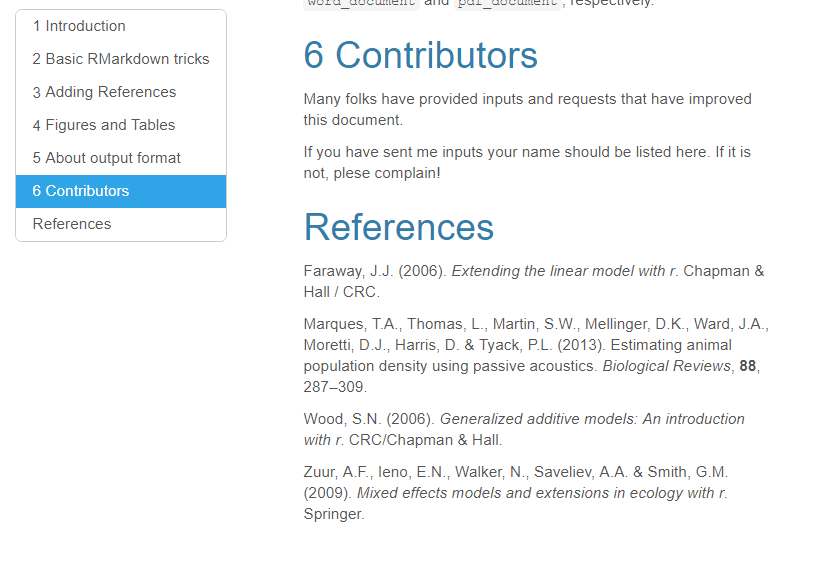 1 Introduction
2 Basic RMarkdown tricks
3 Adding References
4 Figures and Tables
5 About output format
6 Contributors
References
word_document and pdf_document, respectively.
6 Contributors
Many folks have provided inputs and requests that have improved
this document.
If you have sent me inputs your name should be listed here. If it is
not, plese complain!
References
Faraway, J.J. (2006). Extending the linear model with r. Chapman &
Hall / CRC.
Marques, T.A., Thomas, L., Martin, S.W., Mellinger, D.K., Ward, J.A.,
Moretti, D.J., Harris, D. & Tyack, P.L. (2013). Estimating animal
population density using passive acoustics. Biological Reviews, 88,
287–309.
Wood, S.N. (2006). Generalized additive models: An introduction
with r. CRC/Chapman & Hall.
Zuur, A.F., Ieno, E.N., Walker, N., Saveliev, A.A. & Smith, G.M.
(2009). Mixed effects models and extensions in ecology with r.
Springer.